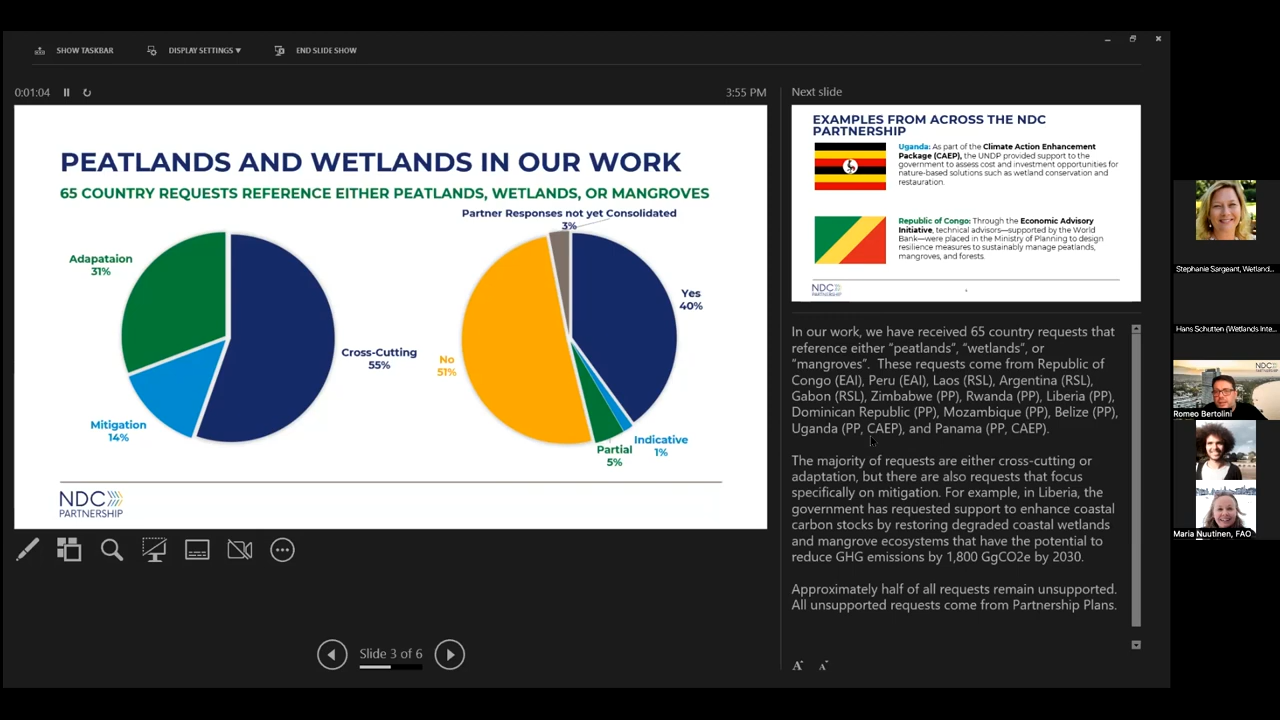 SHOW TASKBAR
DISPLAY SETTINGS ▼
END SLIDE SHOW
0:01:04
3:55 PM
PEATLANDS AND WETLANDS IN OUR WORK
65 COUNTRY REQUESTS REFERENCE EITHER PEATLANDS, WETLANDS, OR MANGROVES
Adapataion
31%
Cross-Cutting
55%
Mitigation
14%
Partner Responses not yet Consolidated
3%
Yes
40%
No
51%
Indicative
1%
Partial
5%
NDC
PARTNERSHIP
Slide 3 of 6
Next slide
EXAMPLES FROM ACROSS THE NDC
PARTNERSHIP
Uganda: As part of the Climate Action Enhancement
Package (CAEP), the UNDP provided support to the
government to assess cost and investment opportunities for
nature-based solutions such as wetland conservation and
restauration.
Republic of Congo: Through the Economic Advisory
Initiative, technical advisors—supported by the World
Bank—were placed in the Ministry of Planning to design
resilience measures to sustainably manage peatlands,
mangroves, and forests.
NDC
PARTNERSHIP
In our work, we have received 65 country requests that
reference either “peatlands”, “wetlands”, or
“mangroves”. These requests come from Republic of
Congo (EAI), Peru (EAI), Laos (RSL), Argentina (RSL),
Gabon (RSL), Zimbabwe (PP), Rwanda (PP), Liberia (PP),
Dominican Republic (PP), Mozambique (PP), Belize (PP),
Uganda (PP, CAEP), and Panama (PP, CAEP).
The majority of requests are either cross-cutting or
adaptation, but there are also requests that focus
specifically on mitigation. For example, in Liberia, the
government has requested support to enhance coastal
carbon stocks by restoring degraded coastal wetlands
and mangrove ecosystems that have the potential to
reduce GHG emissions by 1,800 GgCO2e by 2030.
Approximately half of all requests remain unsupported.
All unsupported requests come from Partnership Plans.
A A
Stephanie Sargeant, Wetland...
Hans Schutten (Wetlands Inte...
NDC
Romeo Bertolini
Maria Nuutinen, FAO